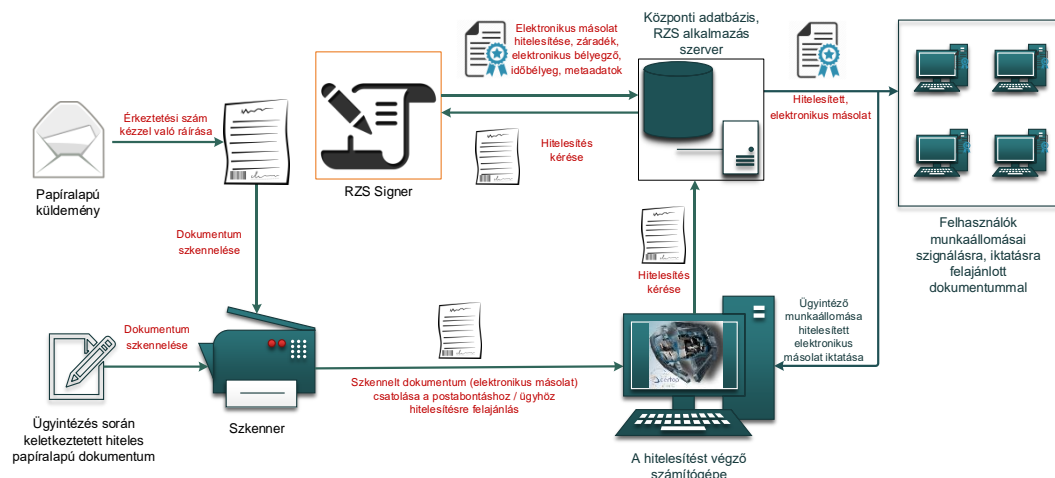 Elektronikus másolat
hitelesítése, záradék,
elektronikus bélyegző,
időbélyeg, metaadatok
Központi adatbázis,
RZS alkalmazás
szerver
Érkeztetési szám
kézzel való ráírása
Hitelesített,
elektronikus másolat
Hitelesítés
kérése
Papíralapú
küldemény
RZS Signer
Dokumentum
szkennelése
Hitelesítés
kérése
Felhasználók
munkaállomásai
szignálásra, iktatásra
felajánlott
dokumentummal
Dokumentum
szkennelése
Ügyintéző
munkaállomása
hitelesített
elektronikus
másolat iktatása
Szkennelt dokumentum (elektronikus másolat)
csatolása a postabontáshoz / ügyhöz
hitelesítésre felajánlás
certop
Ügyintézés során
keletkeztetett hiteles
papíralapú dokumentum
Szkenner
A hitelesítést végző
számítógépe